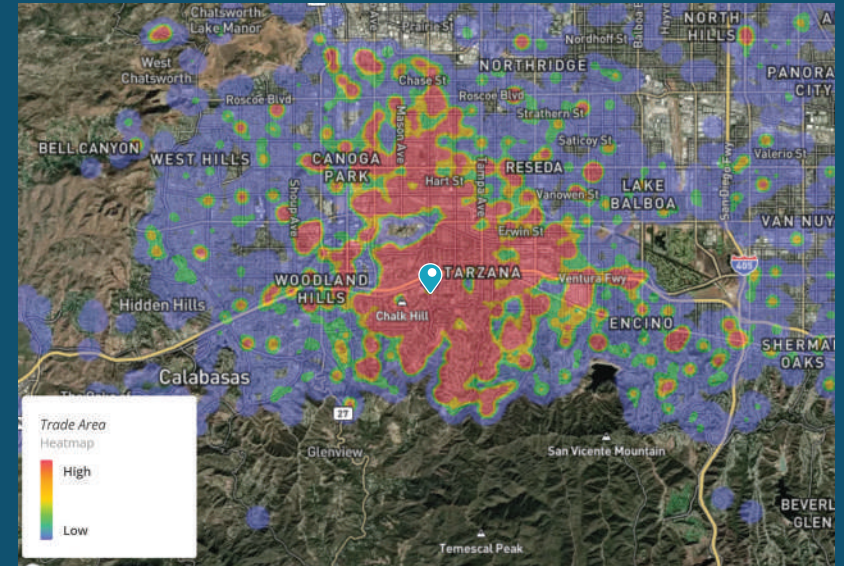 Chatsworth
Lake Manor
Prairie St
Nordhoff St
Balboa B
NORTH
HILLS
West
Chatsworth
NORTHRIDGE
Chase St
PANORA
CITY
Roscoe Blvd
Roscoe Blvd
Mason Ave
Strathern St
Saticoy St
BELL CANYON
WEST HILLS
CANOGA
PARK
RESEDA
Valerio St
Hart St
Tampa Ave
Vanowen St
LAKE
BALBOA
San Diego Fwy
Shoup Ave
VAN NUY
Erwin St
405
WOODLAND
HILLS
TARZANA
Ventura Fwy
Hidden Hills
Chalk Hill
ENCINO
SHERMA
OAKS
Calabasas
27
Glenview
San Vicente Mountain
BEVERL
GLEN
Temescal Peak
Trade Area
Heatmap
High
Low